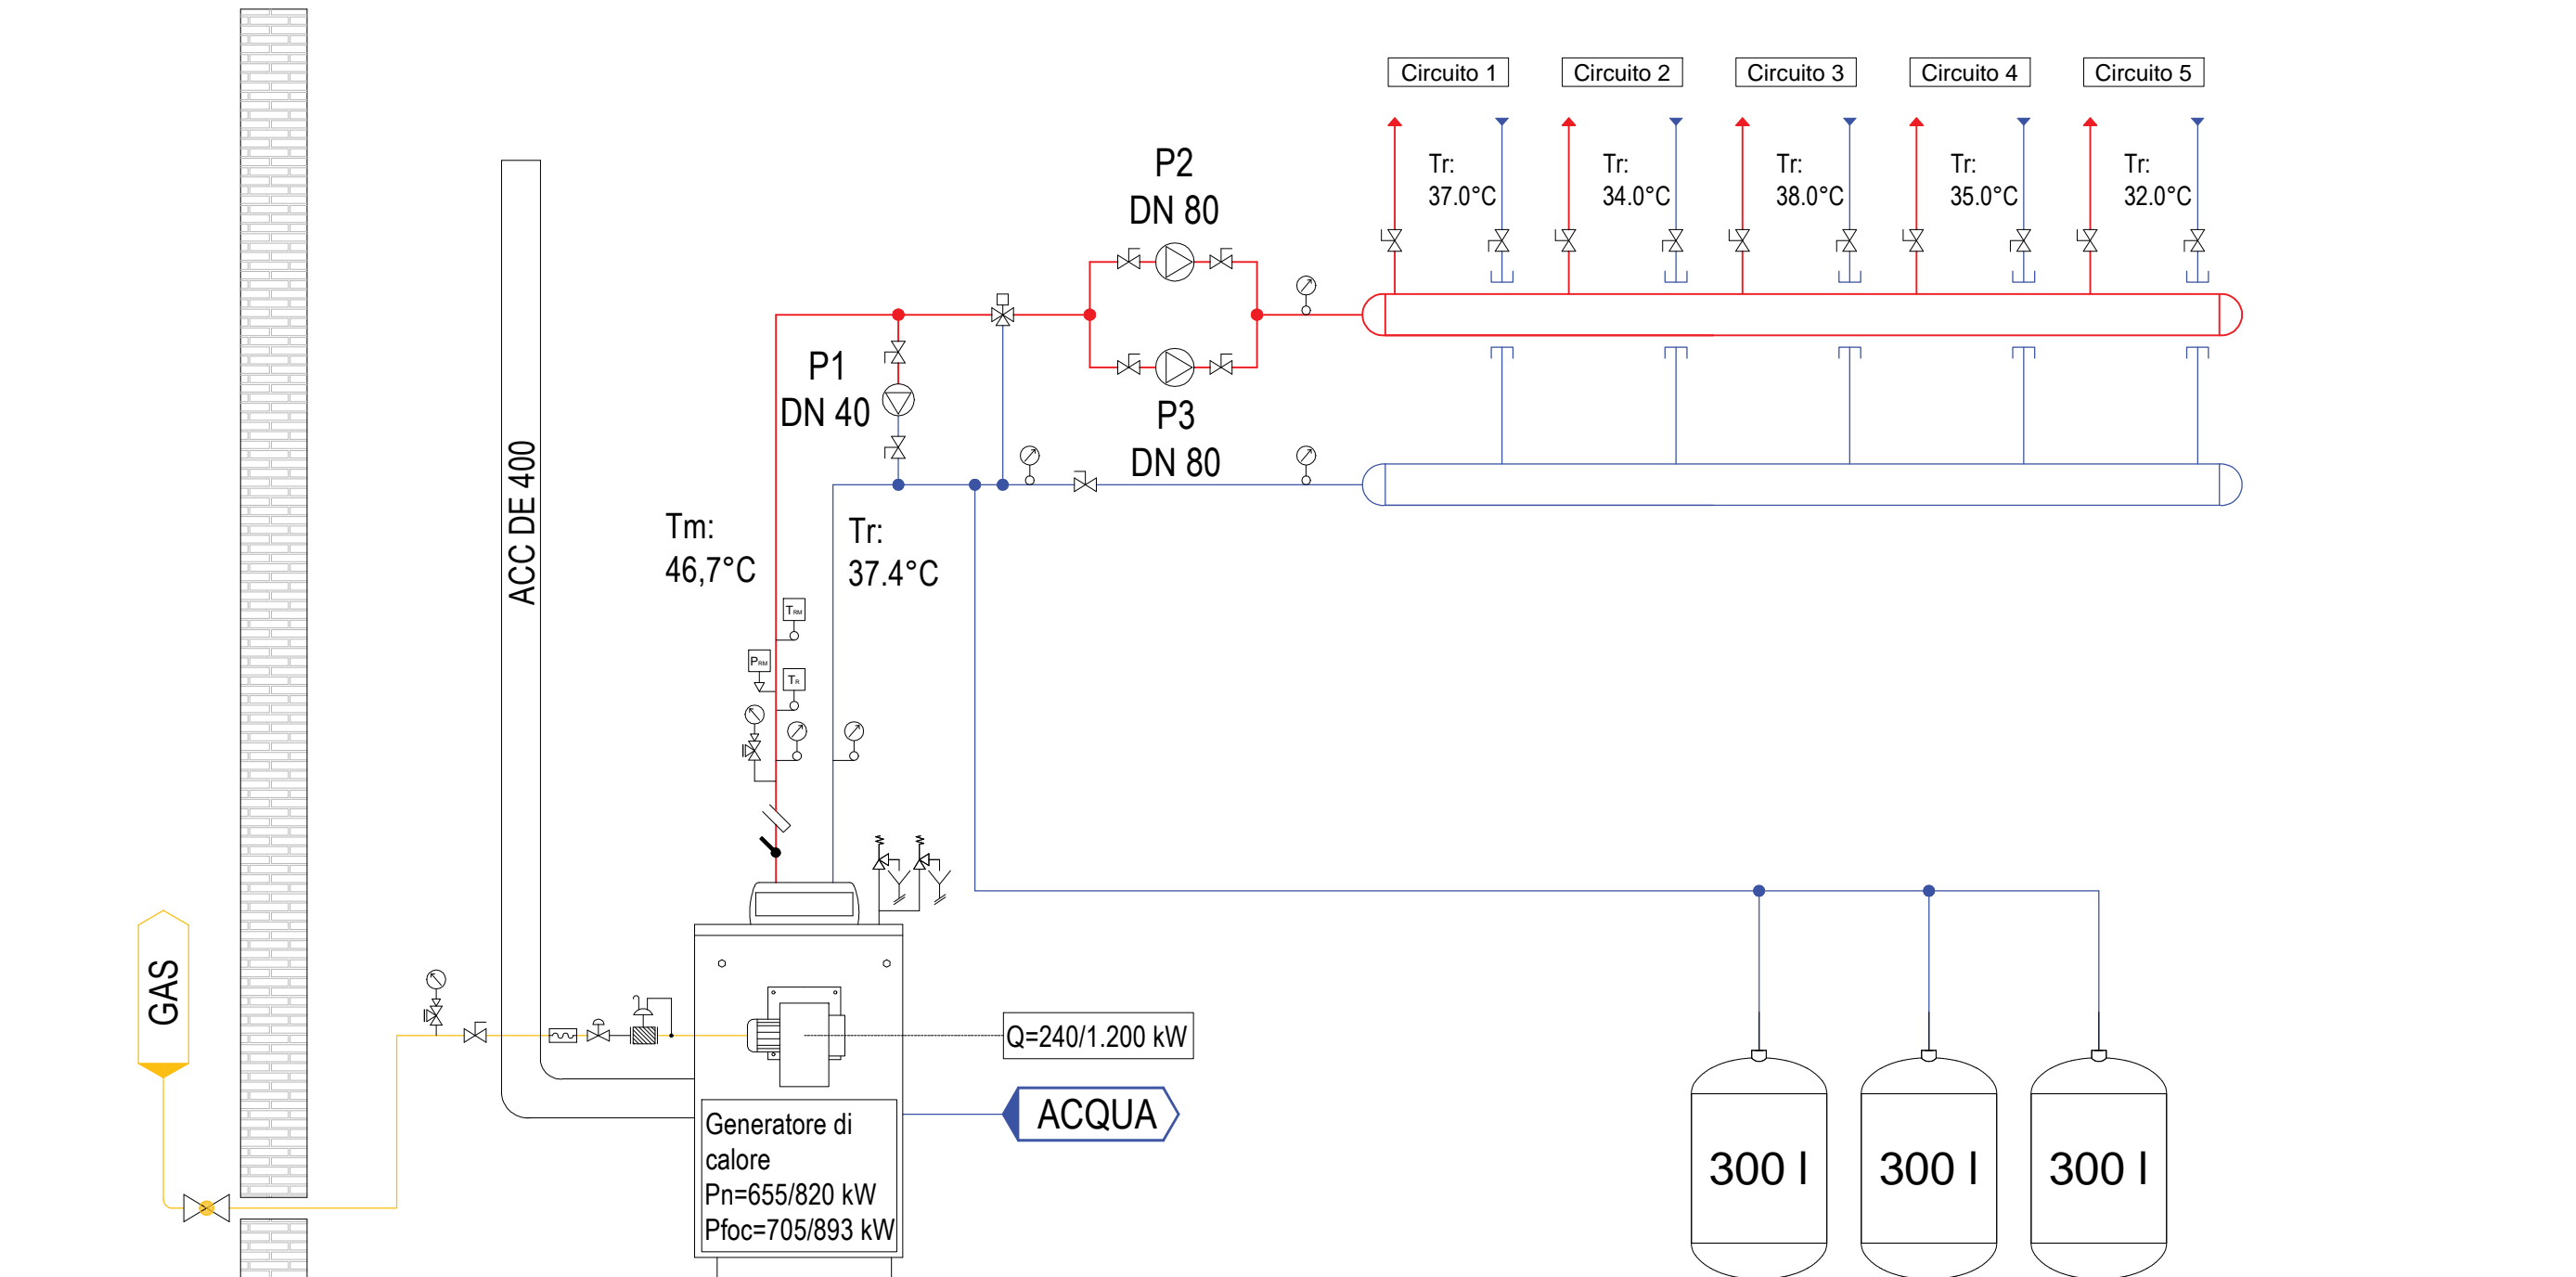 Circuito 1
Circuito 2
Circuito 3
Circuito 4
Circuito 5
Tr:
37.0°C
Tr:
34.0°C
Tr:
38.0°C
Tr:
35.0°C
Tr:
32.0°C
P2
DN 80
P1
DN 40
P3
DN 80
ACC DE 400
Tm:
46,7°C
Tr:
37.4°C
TRM
PRM
TR
GAS
Q=240/1.200 kW
ACQUA
Generatore di
calore
Pn=655/820 kW
Pfoc=705/893 kW
300 l
300 l
300 l